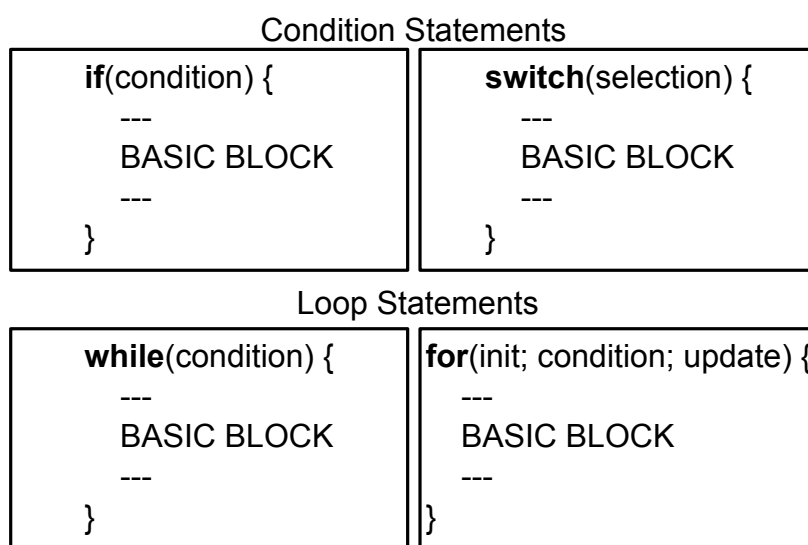 Condition Statements
if(condition) {
---
BASIC BLOCK
---
}
switch(selection) {
---
BASIC BLOCK
---
}
Loop Statements
while(condition) {
---
BASIC BLOCK
---
}
for(init; condition; update) {
---
BASIC BLOCK
---
}